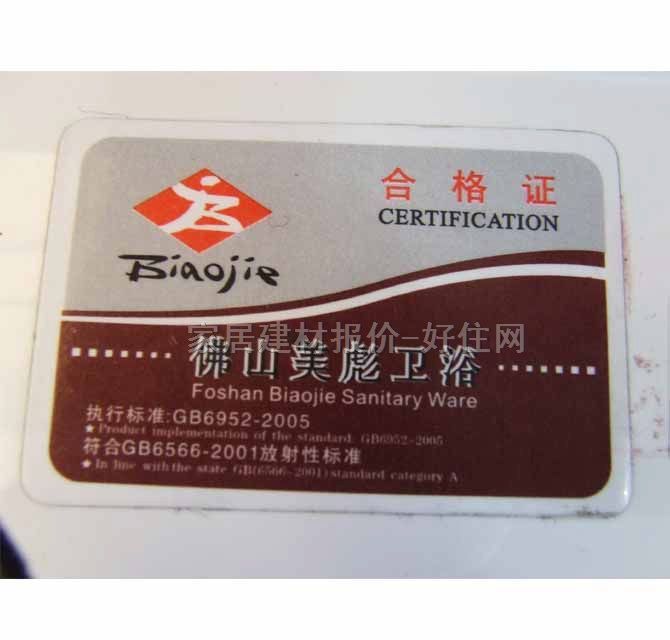 合格证
CERTIFICATION
Biaojie
家居建材报价-好住网
佛山美彪卫浴
Foshan Biaojie Sanitary Ware
执行标准:GB6952-2005
★Product implementation of the standard: GB6952-2005
符合GB6566-2001放射性标准
★In line with the state GB(6566-2001)standard category A